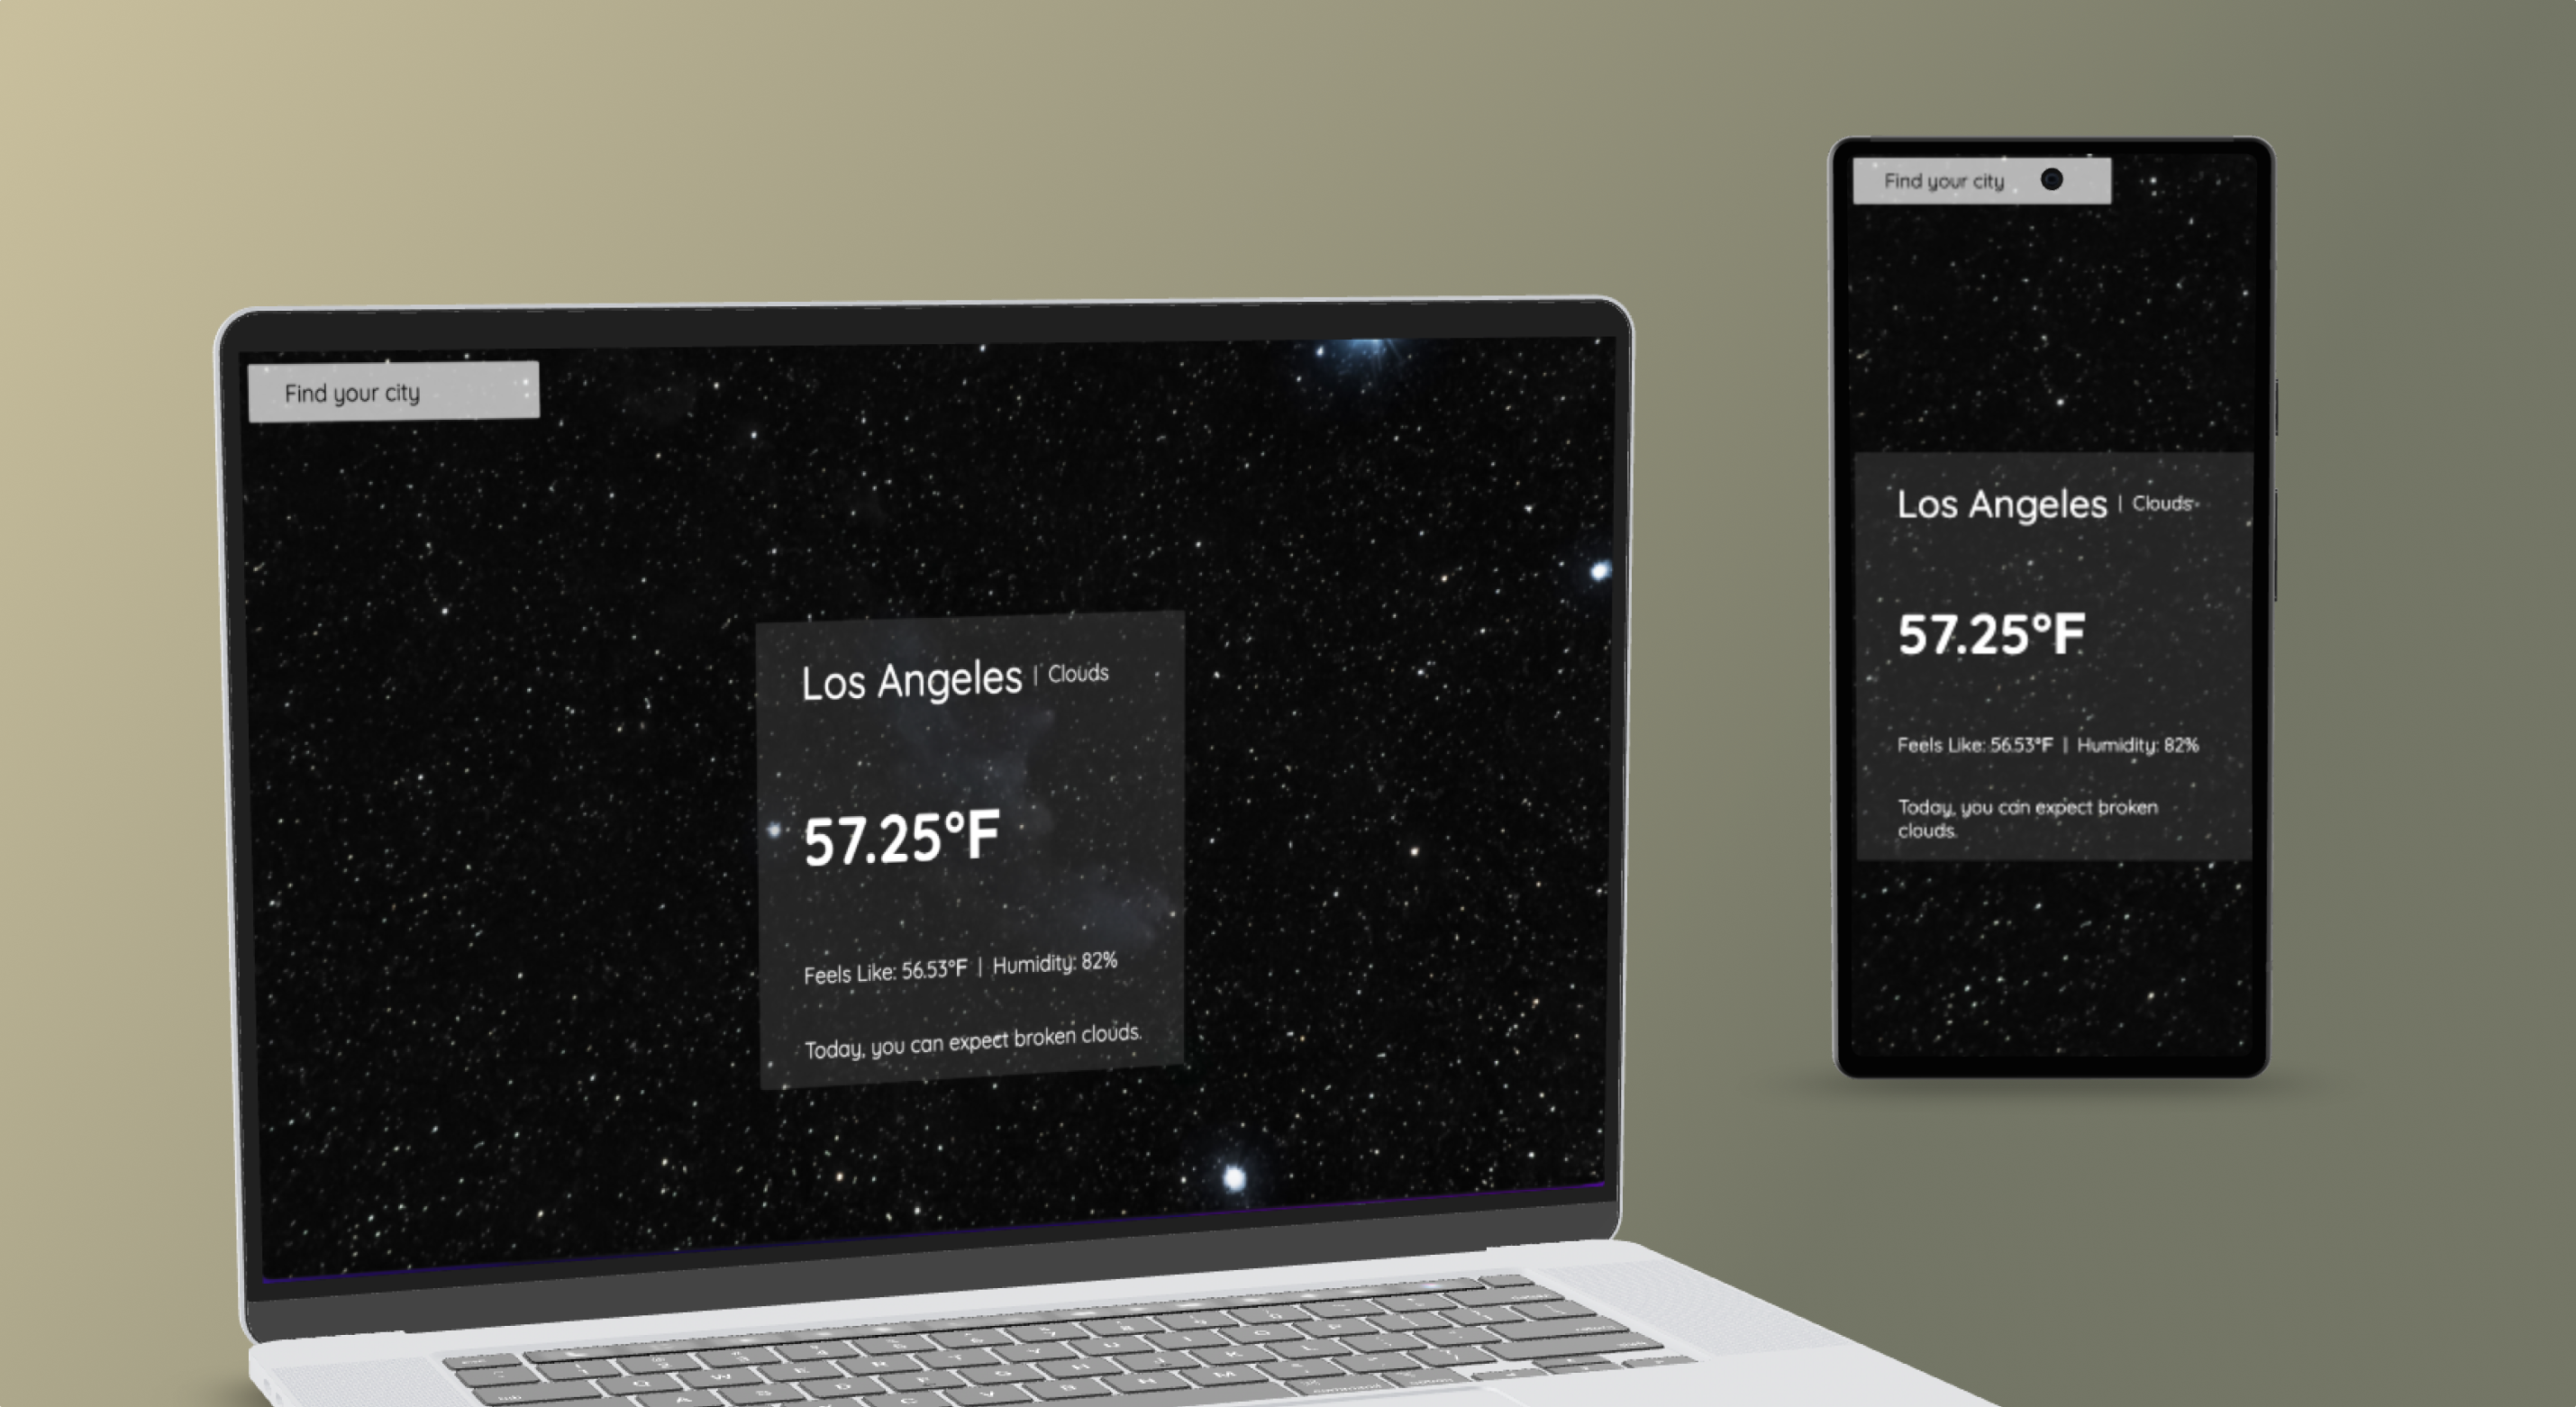 Find your city
Los Angeles | Clouds
57.25°F
Feels Like: 56.53°F | Humidity: 82%
Today, you can expect broken clouds.
Find your city
Los Angeles | Clouds
57.25°F
Feels Like: 56.53°F | Humidity: 82%
Today, you can expect broken
clouds.